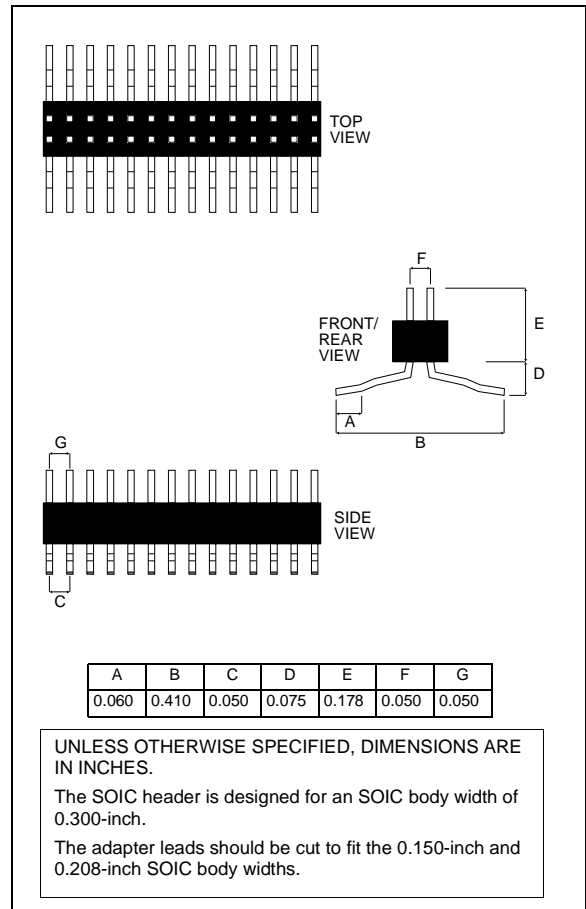 TOP
VIEW
F
FRONT/
REAR
VIEW
E
D
A
B
G
SIDE
VIEW
C
A B C D E F G
0.060 0.410 0.050 0.075 0.178 0.050 0.050
UNLESS OTHERWISE SPECIFIED, DIMENSIONS ARE
IN INCHES.
The SOIC header is designed for an SOIC body width of
0.300-inch.
The adapter leads should be cut to fit the 0.150-inch and
0.208-inch SOIC body widths.